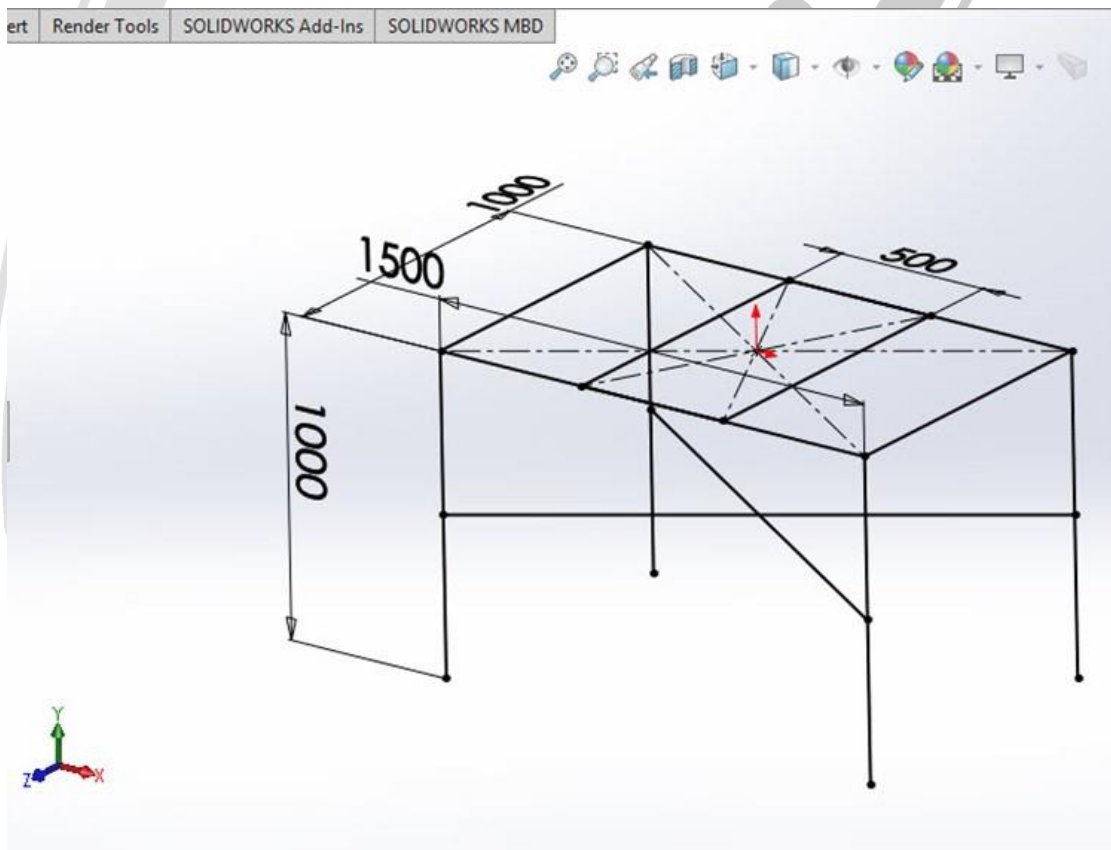 ert Render Tools SOLIDWORKS Add-Ins SOLIDWORKS MBD
1000
1500
500
1000
Y
Z
X